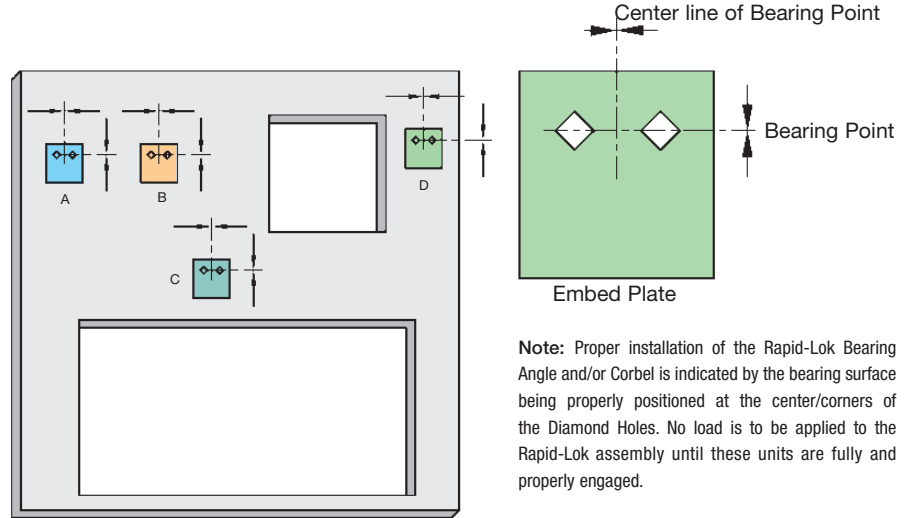 Center line of Bearing Point
Bearing Point
A
B
D
C
Embed Plate
Note: Proper installation of the Rapid-Lok Bearing
Angle and/or Corbel is indicated by the bearing surface
being properly positioned at the center/corners of
the Diamond Holes. No load is to be applied to the
Rapid-Lok assembly until these units are fully and
properly engaged.